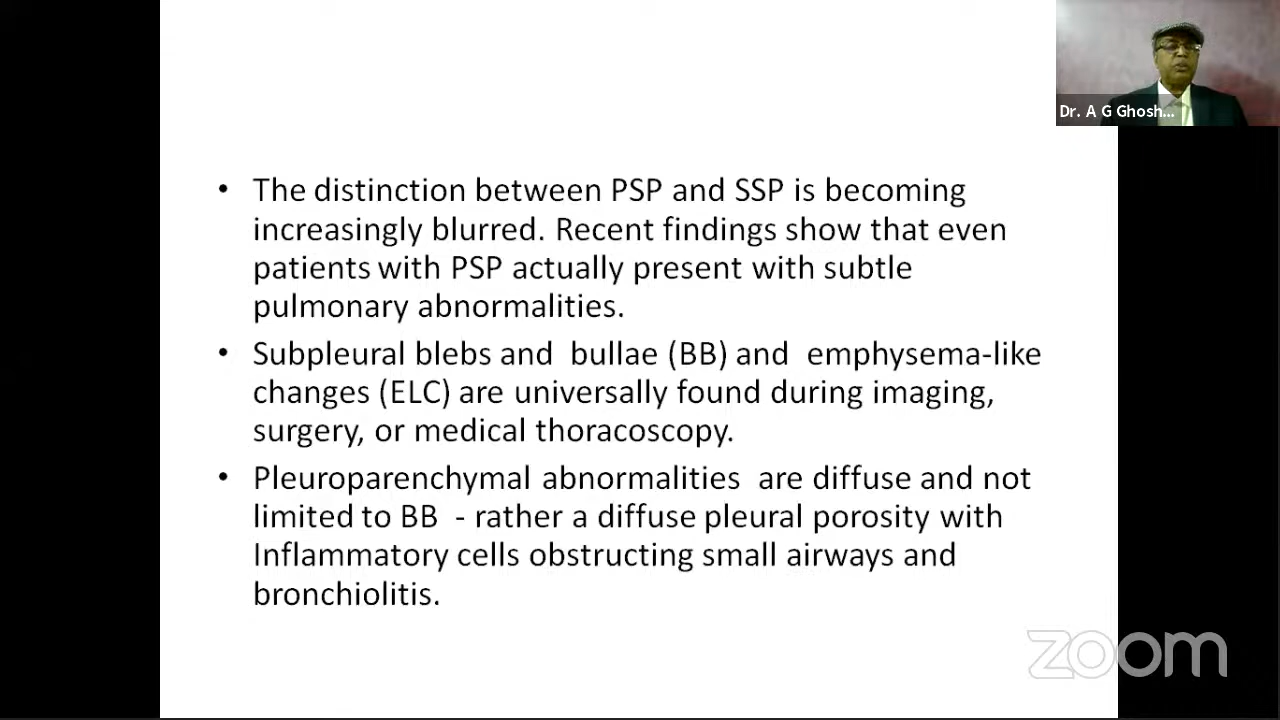 Dr. A G Ghosh...
• The distinction between PSP and SSP is becoming
increasingly blurred. Recent findings show that even
patients with PSP actually present with subtle
pulmonary abnormalities.
• Subpleural blebs and bullae (BB) and emphysema-like
changes (ELC) are universally found during imaging,
surgery, or medical thoracoscopy.
• Pleuroparenchymal abnormalities are diffuse and not
limited to BB - rather a diffuse pleural porosity with
Inflammatory cells obstructing small airways and
bronchiolitis.
zoom